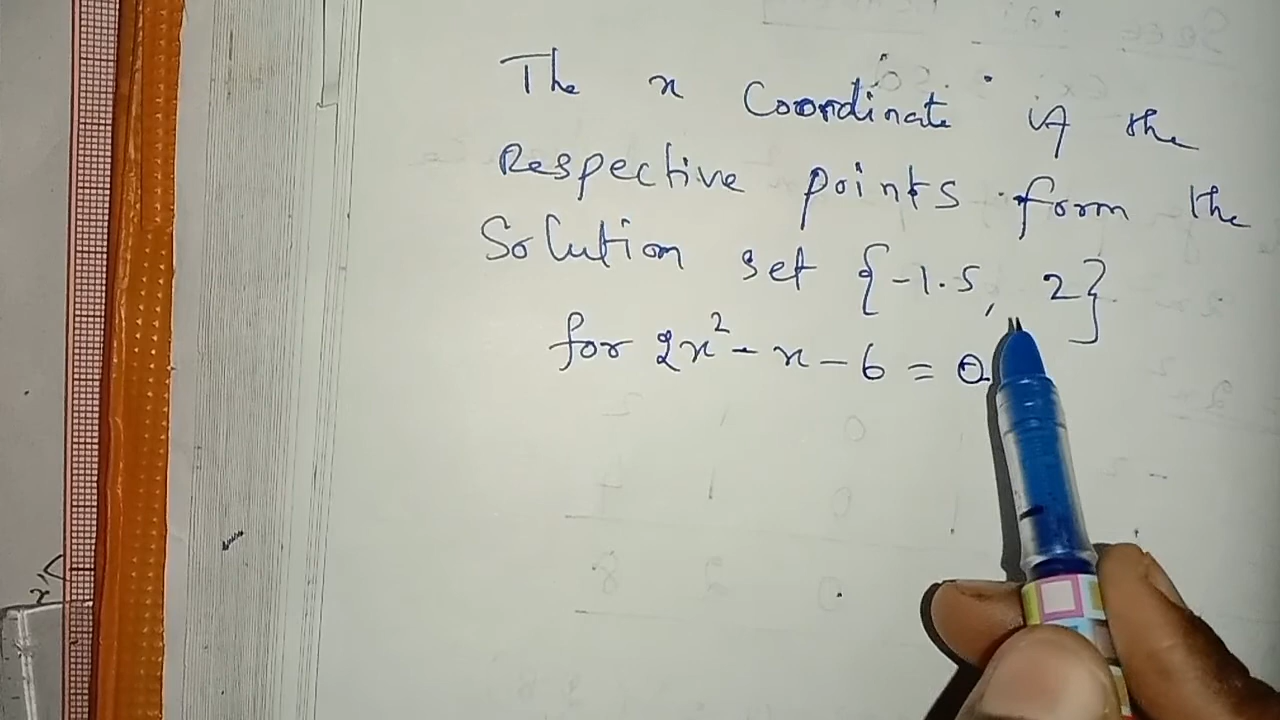 The x Coordinate of the
Respective points form the
Solution set {-1.5, 2}
for 2x² - x - 6 = 0